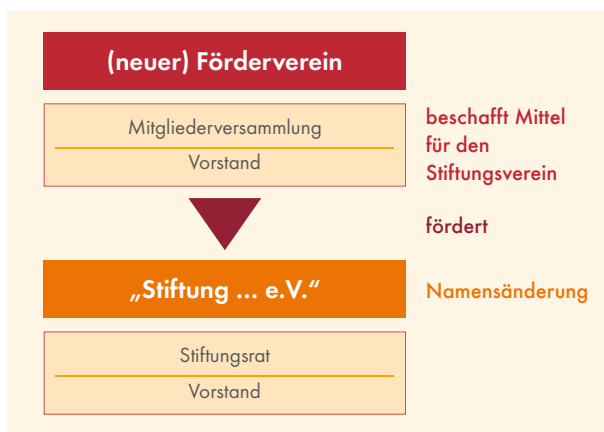 (neuer) Förderverein
Mitgliederversammlung
Vorstand
beschafft Mittel
für den
Stiftungsverein
fördert
„Stiftung ... e.V.“
Namensänderung
Stiftungsrat
Vorstand